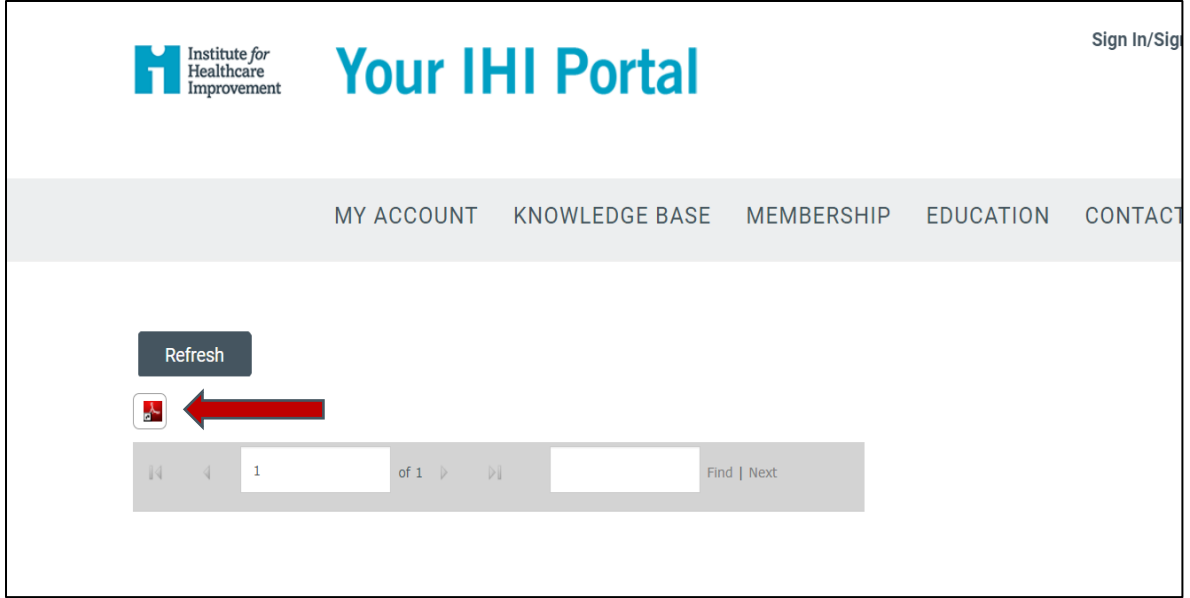 Institute for
Healthcare
Improvement
Your IHI Portal
Sign In/Sig
MY ACCOUNT KNOWLEDGE BASE MEMBERSHIP EDUCATION CONTACT
Refresh
1 of 1 Find | Next